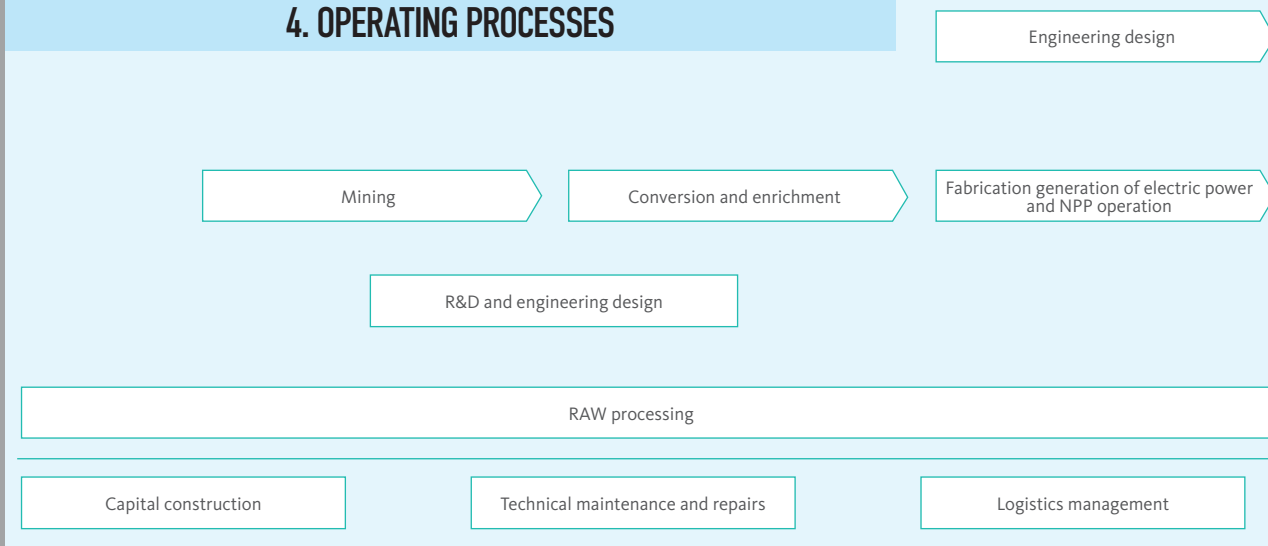 4. OPERATING PROCESSES
Engineering design
Mining
Conversion and enrichment
Fabrication generation of electric power
and NPP operation
R&D and engineering design
RAW processing
Capital construction
Technical maintenance and repairs
Logistics management